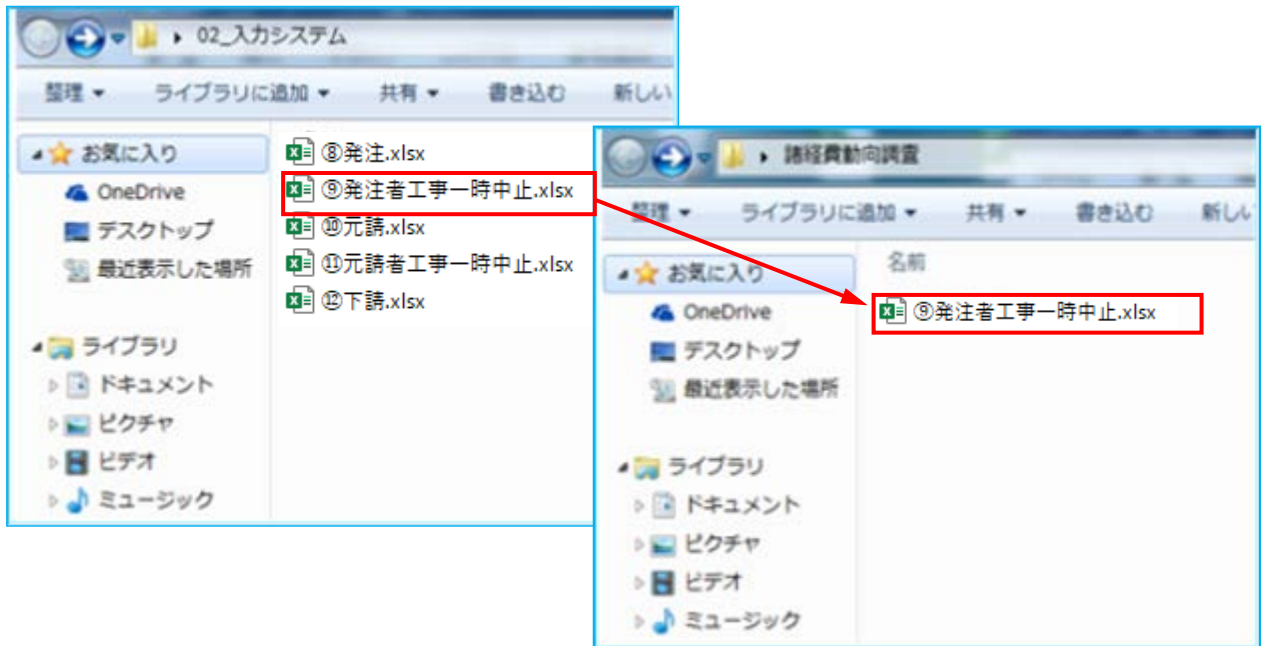 02_入力システム
整理 ライブラリに追加 共有 書き込む 新しい
お気に入り
OneDrive
デスクトップ
最近表示した場所
ライブラリ
ドキュメント
ピクチャ
ビデオ
ミュージック
⑧発注.xlsx
⑨発注者工事一時中止.xlsx
⑩元請.xlsx
⑪元請者工事一時中止.xlsx
⑫下請.xlsx
諸経費動向調査
整理 ライブラリに追加 共有 書き込む 新しい
お気に入り
OneDrive
デスクトップ
最近表示した場所
ライブラリ
ドキュメント
ピクチャ
ビデオ
ミュージック
名前
⑨発注者工事一時中止.xlsx